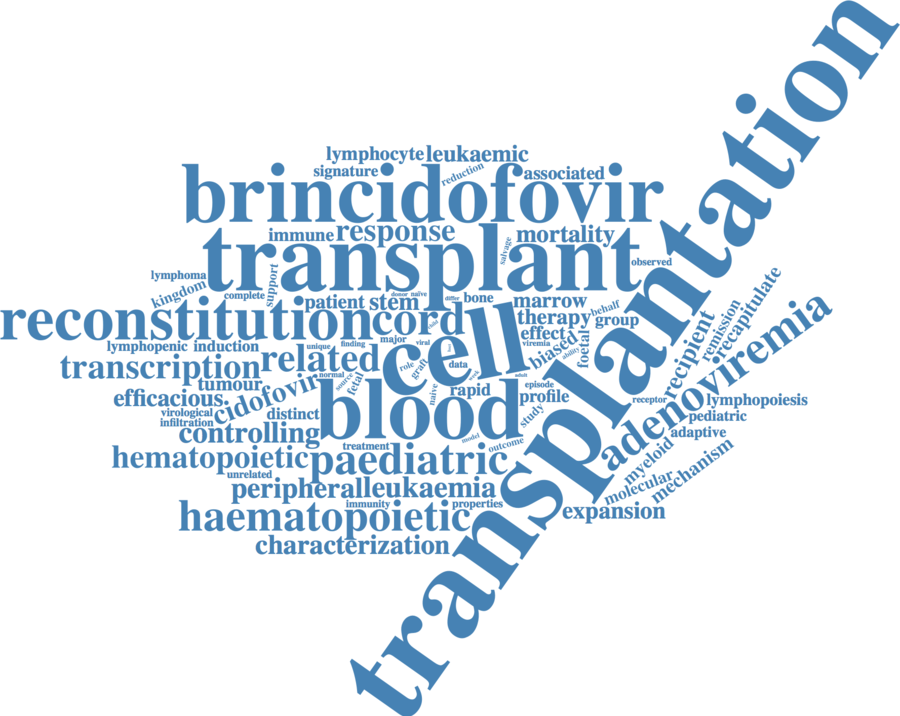 transplantation
lymphocyte
leukaemic
signature
reduction
associated
brincidofovir
immune
response
salvage
mortality
transplant
observed
lymphoma
support
kingdom
complete
donor
naïve
differ
bone
patient
stem
marrow
behalf
reconstitution
cord
cell
therapy
group
effect
major
viral
viremia
lymphopenic
induction
unique
finding
foetal
biased
ability
remission
recapitulate
recipient
adenoviremia
transcription
related
role
graft
data
tumour
normal
source
fetal
adult
efficacious
cidofovir
naive
rapid
episode
profile
receptor
lymphopoiesis
virological
distinct
study
pediatric
infiltration
blood
controlling
model
outcome
adaptive
treatment
myeloid
hematopoietic
paediatric
molecular
mechanism
unrelated
peripheral
leukaemia
immunity
properties
haematopoietic
expansion
characterization